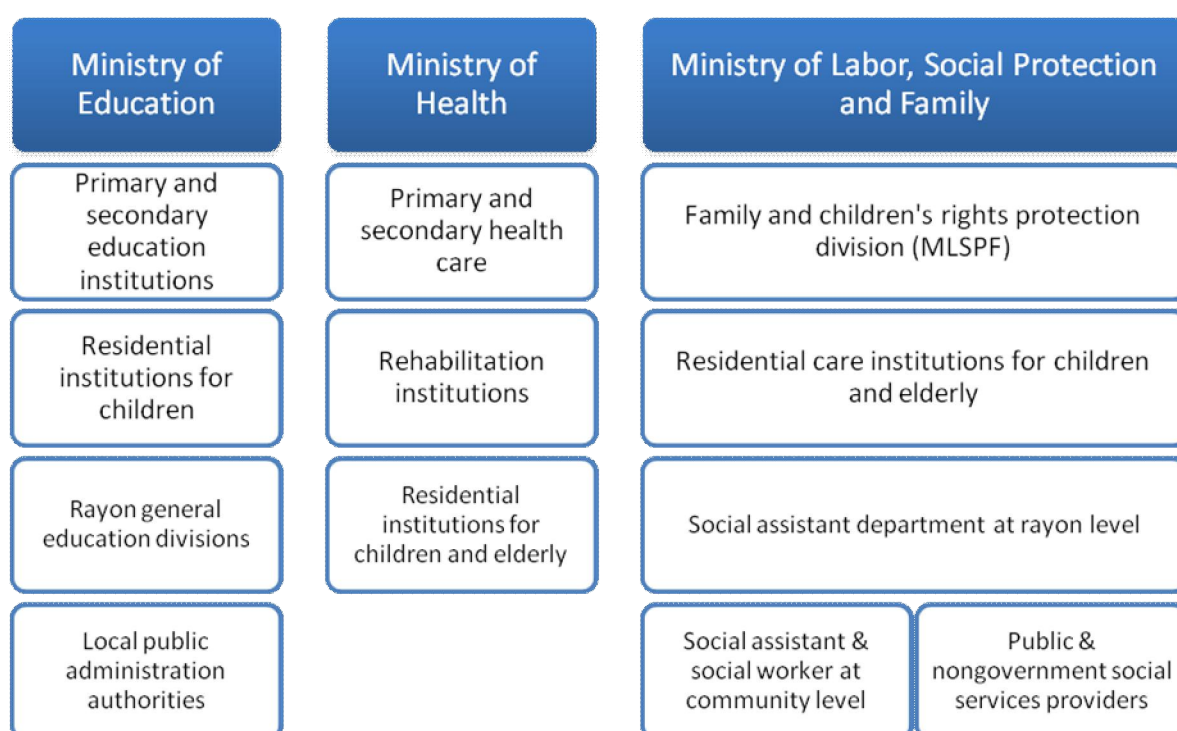 Ministry of
Education
Primary and
secondary
education
institutions
Residential
institutions for
children
Rayon general
education divisions
Local public
administration
authorities
Ministry of
Health
Primary and
secondary health
care
Rehabilitation
institutions
Residential
institutions for
children and elderly
Ministry of Labor, Social Protection
and Family
Family and children's rights protection
division (MLSPF)
Residential care institutions for children
and elderly
Social assistant department at rayon level
Social assistant &
social worker at
community level
Public &
nongovernment social
services providers